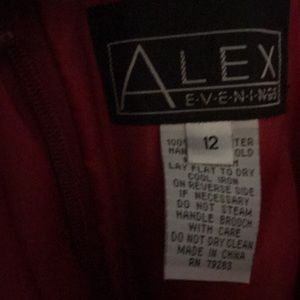 ALEX
EVENINGS
12
LAY FLAT TO DRY
COOL IRON
ON REVERSE SIDE
IF NECESSARY
DO NOT STEAM
HANDLE BROOCH
WITH CARE
DO NOT DRY CLEAN
MADE IN CHINA
RN 79283